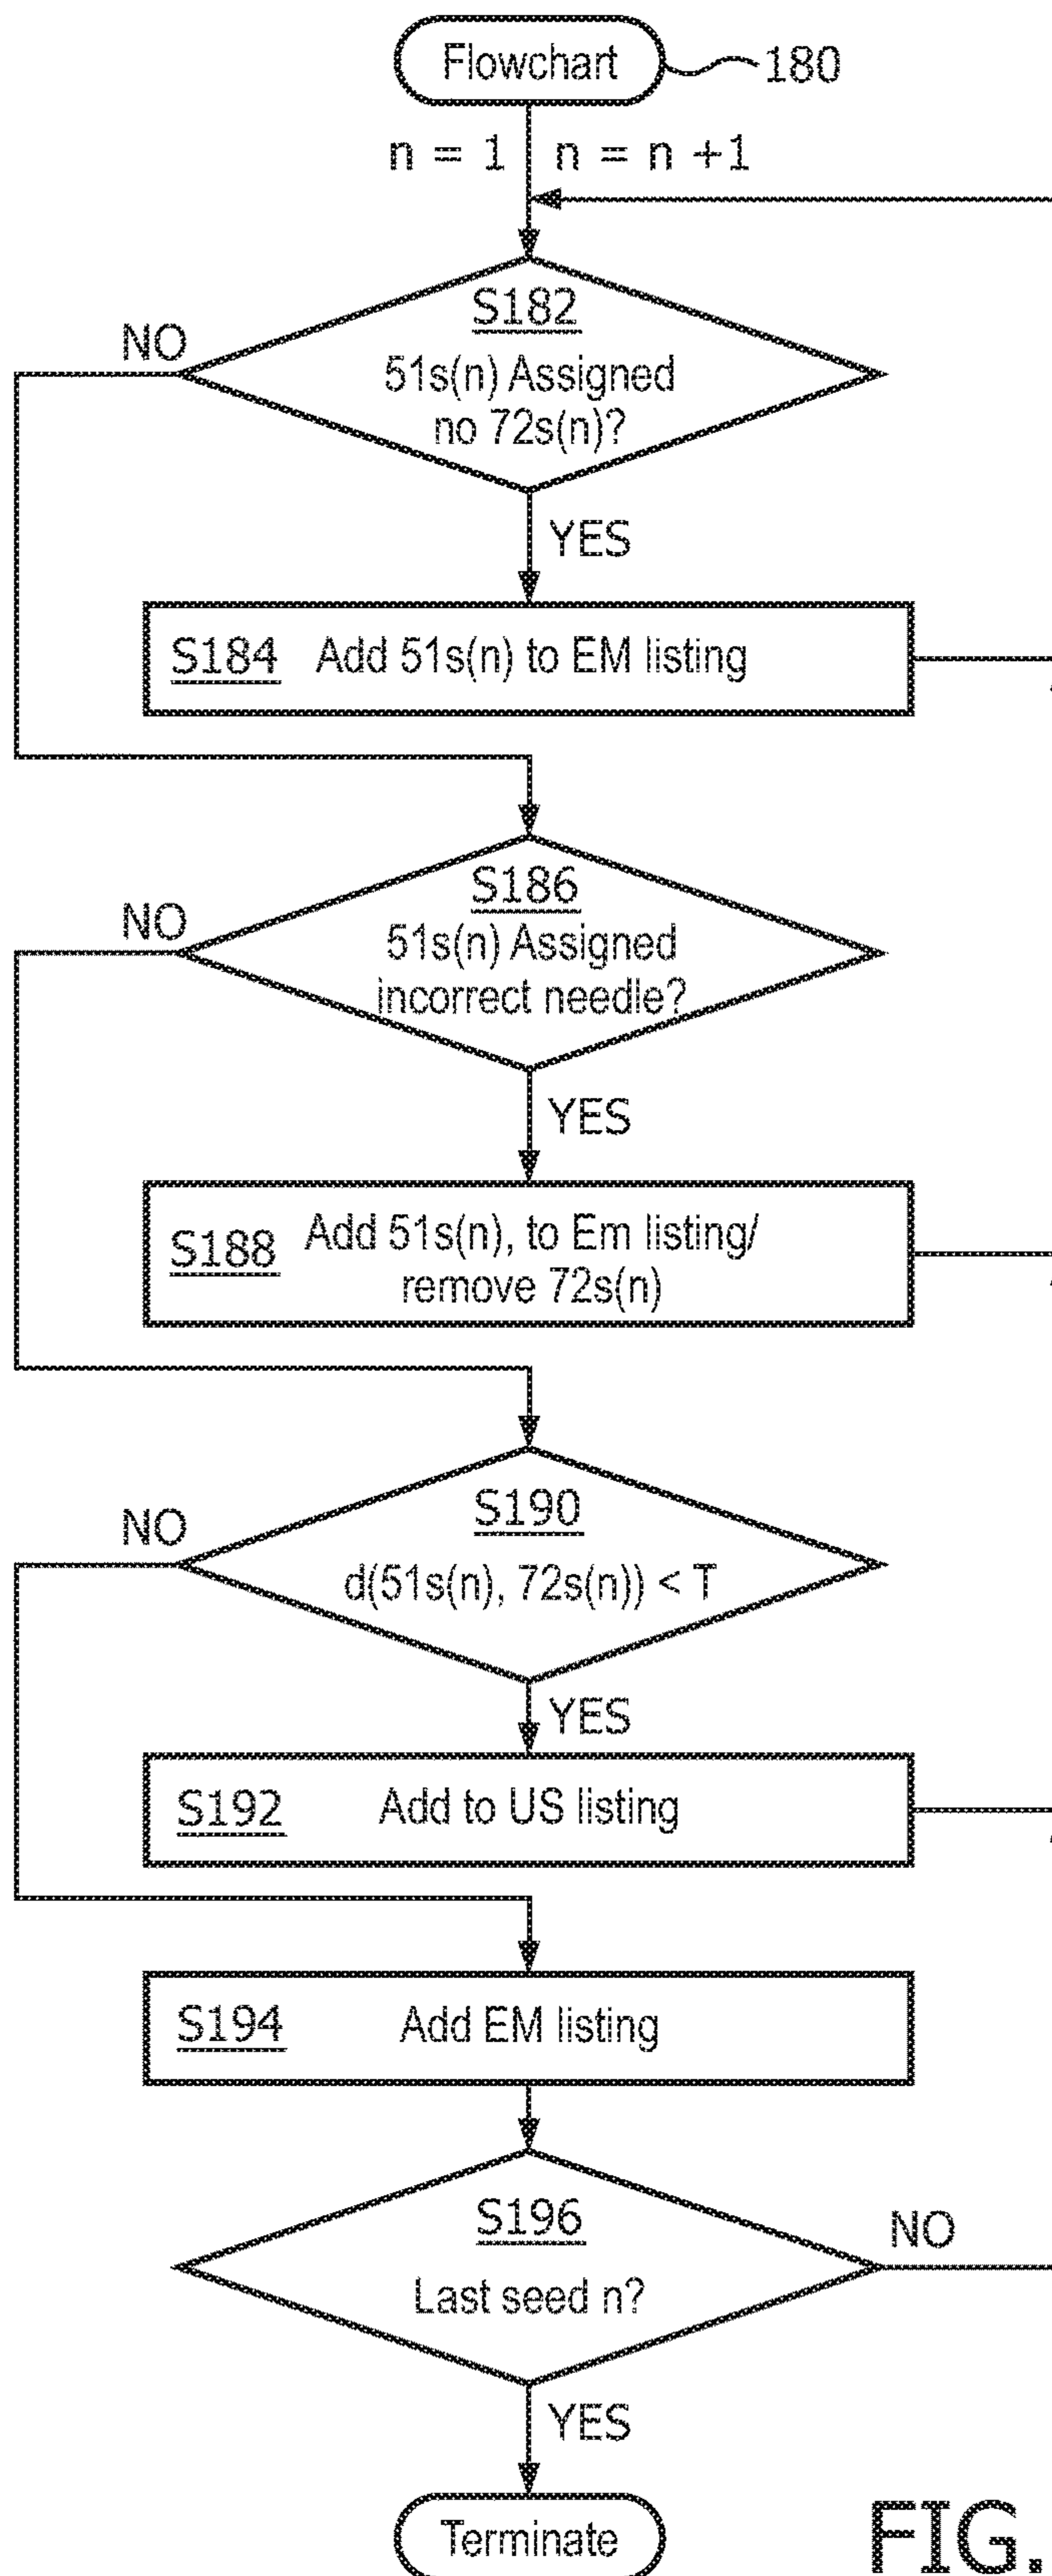 Flowchart
180
n = 1
n = n +1
S182
NO
51s(n) Assigned
no 72s(n)?
YES
S184 Add 51s(n) to EM listing
S186
NO
51s(n) Assigned
incorrect needle?
YES
S188 Add 51s(n), to Em listing/
remove 72s(n)
S190
NO
d(51s(n), 72s(n)) < T
YES
S192 Add to US listing
S194 Add EM listing
S196
NO
Last seed n?
YES
Terminate
FIG.